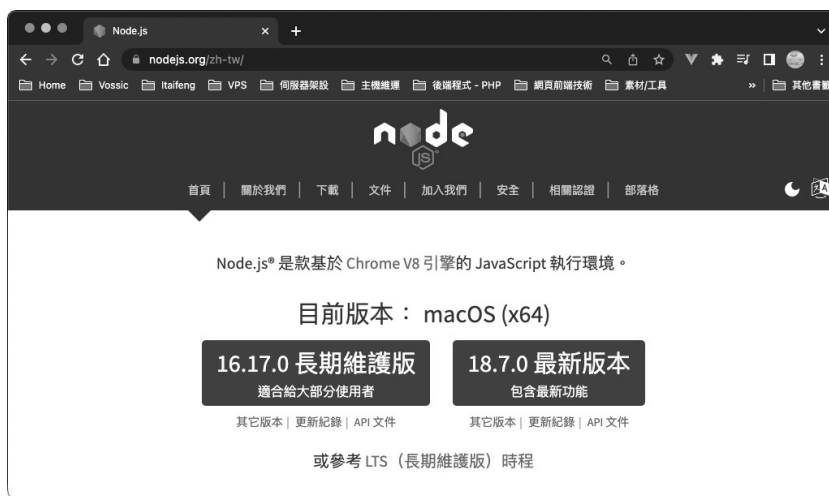 Node.js
nodejs.org/zh-tw/
Home Vossic Itaifeng VPS 伺服器架設 主機維運 後端程式 - PHP 網頁前端技術 素材/工具 » 其他書籤
node
JS
首頁 | 關於我們 | 下載 | 文件 | 加入我們 | 安全 | 相關認證 | 部落格
Node.js® 是款基於 Chrome V8 引擎的 JavaScript 執行環境。
目前版本： macOS (x64)
16.17.0 長期維護版 18.7.0 最新版本
適合給大部分使用者 包含最新功能
其它版本 | 更新紀錄 | API 文件 其它版本 | 更新紀錄 | API 文件
或參考 LTS（長期維護版）時程